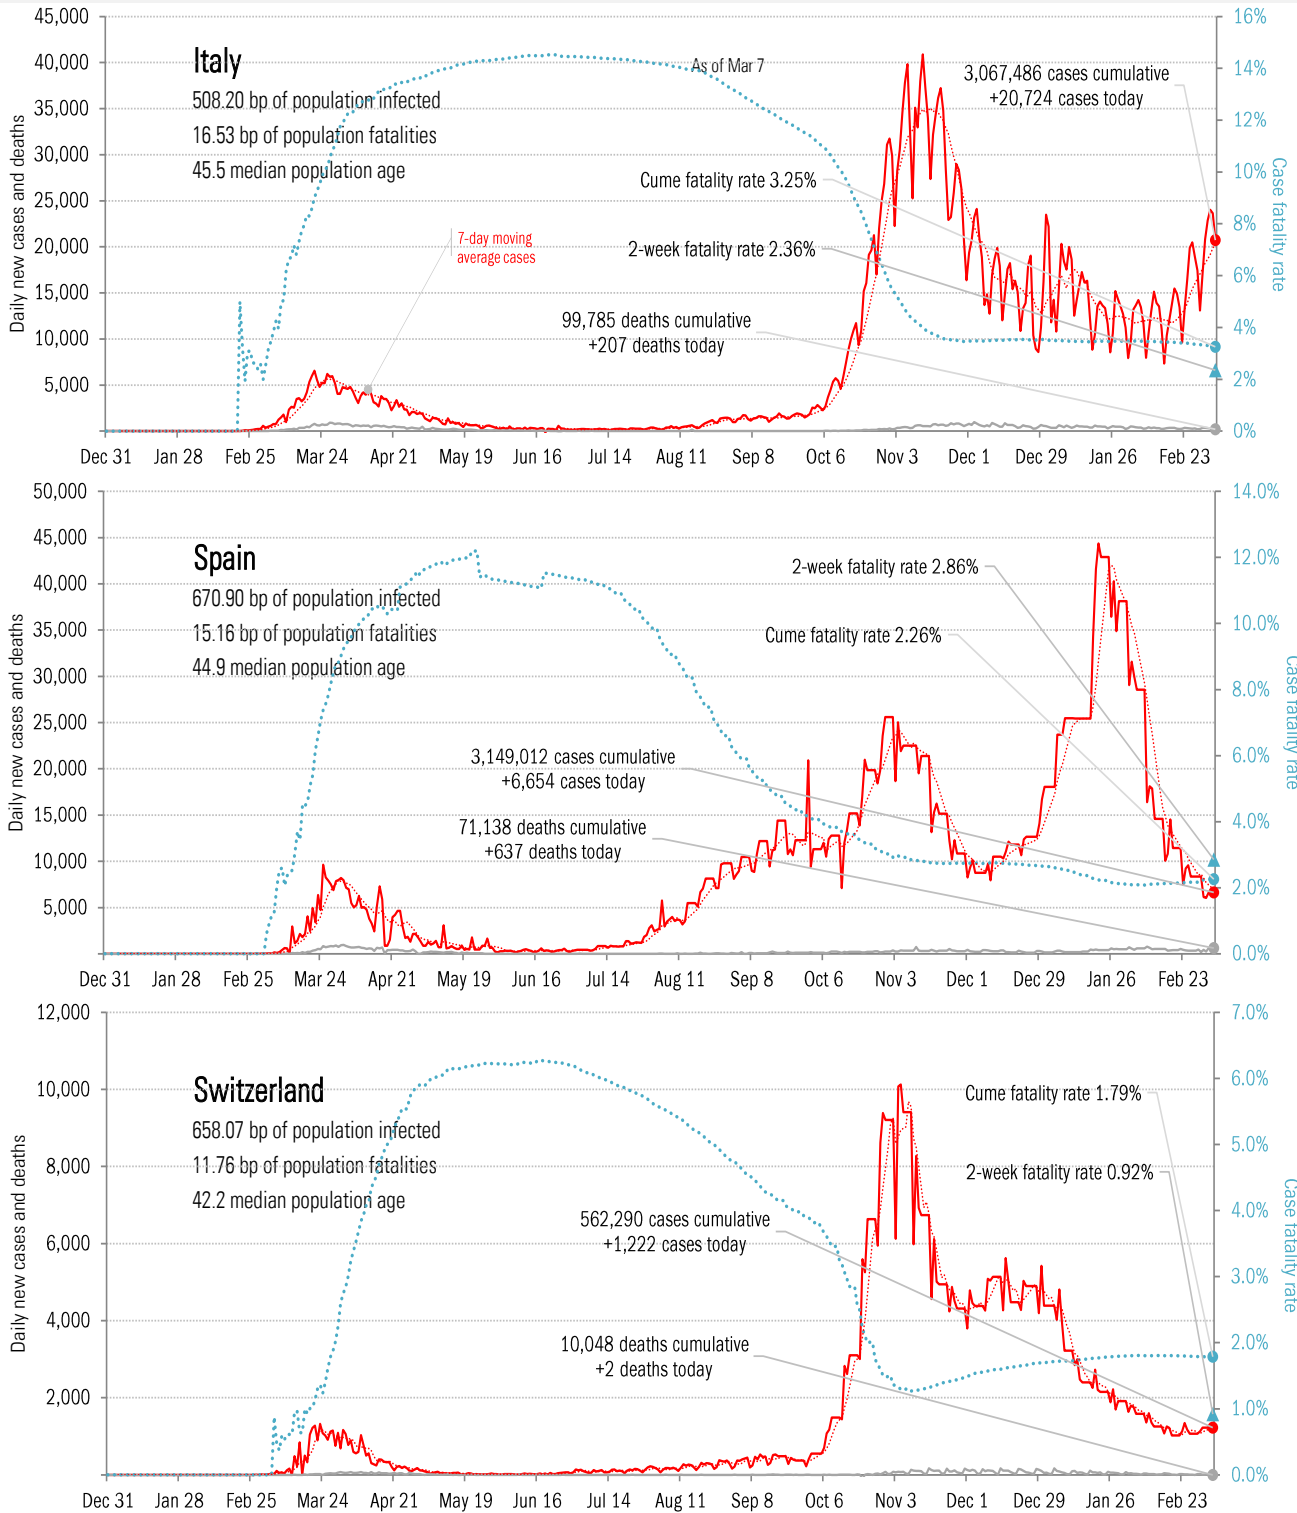 45,000
40,000
35,000
30,000
25,000
20,000
15,000
10,000
5,000
Daily new cases and deaths
Italy
508.20 bp of population infected
16.53 bp of population fatalities
45.5 median population age
As of Mar 7
3,067,486 cases cumulative
+20,724 cases today
Cume fatality rate 3.25%
2-week fatality rate 2.36%
7-day moving
average cases
99,785 deaths cumulative
+207 deaths today
16%
14%
12%
10%
8%
6%
4%
2%
0%
Case fatality rate
Dec 31 Jan 28 Feb 25 Mar 24 Apr 21 May 19 Jun 16 Jul 14 Aug 11 Sep 8 Oct 6 Nov 3 Dec 1 Dec 29 Jan 26 Feb 23
50,000
45,000
40,000
35,000
30,000
25,000
20,000
15,000
10,000
5,000
Daily new cases and deaths
Spain
670.90 bp of population infected
15.16 bp of population fatalities
44.9 median population age
2-week fatality rate 2.86%
Cume fatality rate 2.26%
3,149,012 cases cumulative
+6,654 cases today
71,138 deaths cumulative
+637 deaths today
14.0%
12.0%
10.0%
8.0%
6.0%
4.0%
2.0%
0.0%
Case fatality rate
Dec 31 Jan 28 Feb 25 Mar 24 Apr 21 May 19 Jun 16 Jul 14 Aug 11 Sep 8 Oct 6 Nov 3 Dec 1 Dec 29 Jan 26 Feb 23
12,000
10,000
8,000
6,000
4,000
2,000
Daily new cases and deaths
Switzerland
658.07 bp of population infected
11.76 bp of population fatalities
42.2 median population age
Cume fatality rate 1.79%
2-week fatality rate 0.92%
562,290 cases cumulative
+1,222 cases today
10,048 deaths cumulative
+2 deaths today
7.0%
6.0%
5.0%
4.0%
3.0%
2.0%
1.0%
0.0%
Case fatality rate
Dec 31 Jan 28 Feb 25 Mar 24 Apr 21 May 19 Jun 16 Jul 14 Aug 11 Sep 8 Oct 6 Nov 3 Dec 1 Dec 29 Jan 26 Feb 23